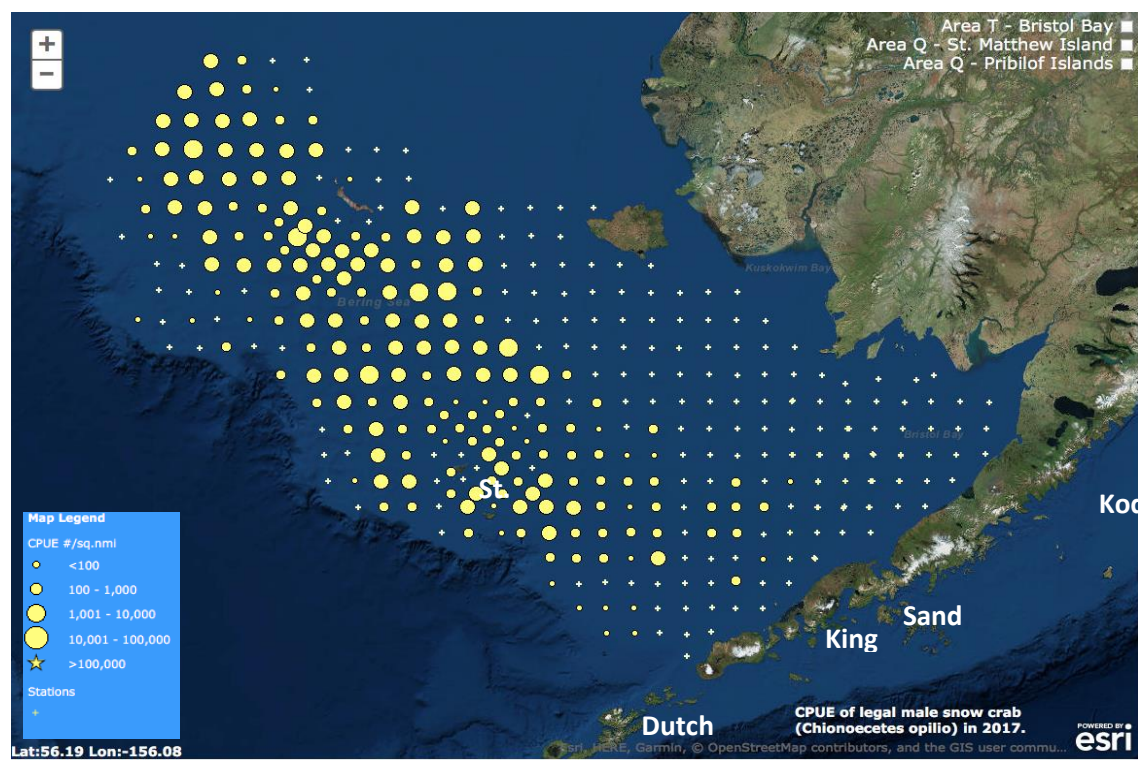 +
−
Area T - Bristol Bay
Area Q - St. Matthew Island
Area Q - Pribilof Islands
Kuskokwim Bay
Bering Sea
Bristol Bay
St.
Koc
Map Legend
CPUE #/sq.nmi
<100
100 - 1,000
1,001 - 10,000
10,001 - 100,000
>100,000
Stations
Sand
King
Dutch
CPUE of legal male snow crab
(Chionoecetes opilio) in 2017.
POWERED BY
esri
Lat:56.19 Lon:-156.08
Esri, HERE, Garmin, © OpenStreetMap contributors, and the GIS user commu...